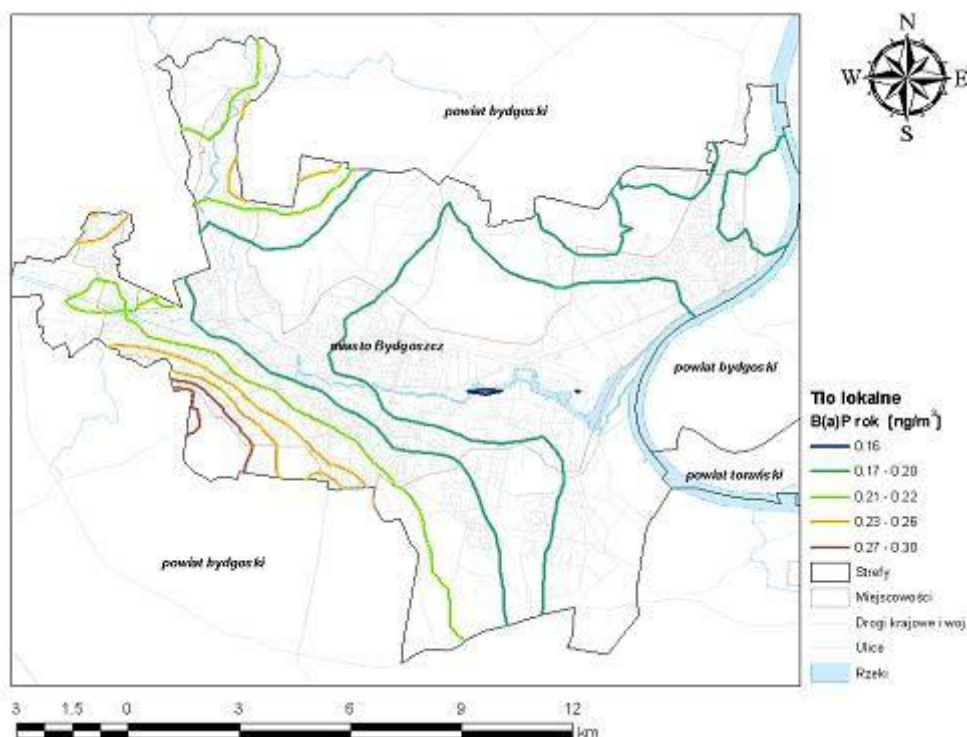 N
W E
S
powiat bydgoski
miasto Bydgoszcz
powiat bydgoski
powiat toruński
powiat bydgoski
Tło lokalne
B(a)P rok [ng/m³]
0.16
0.17 - 0.20
0.21 - 0.22
0.23 - 0.26
0.27 - 0.30
Strefy
Miejscowości
Drogi krajowe i woj.
Ulice
Rzeki
3 1.5 0 3 6 9 12
km